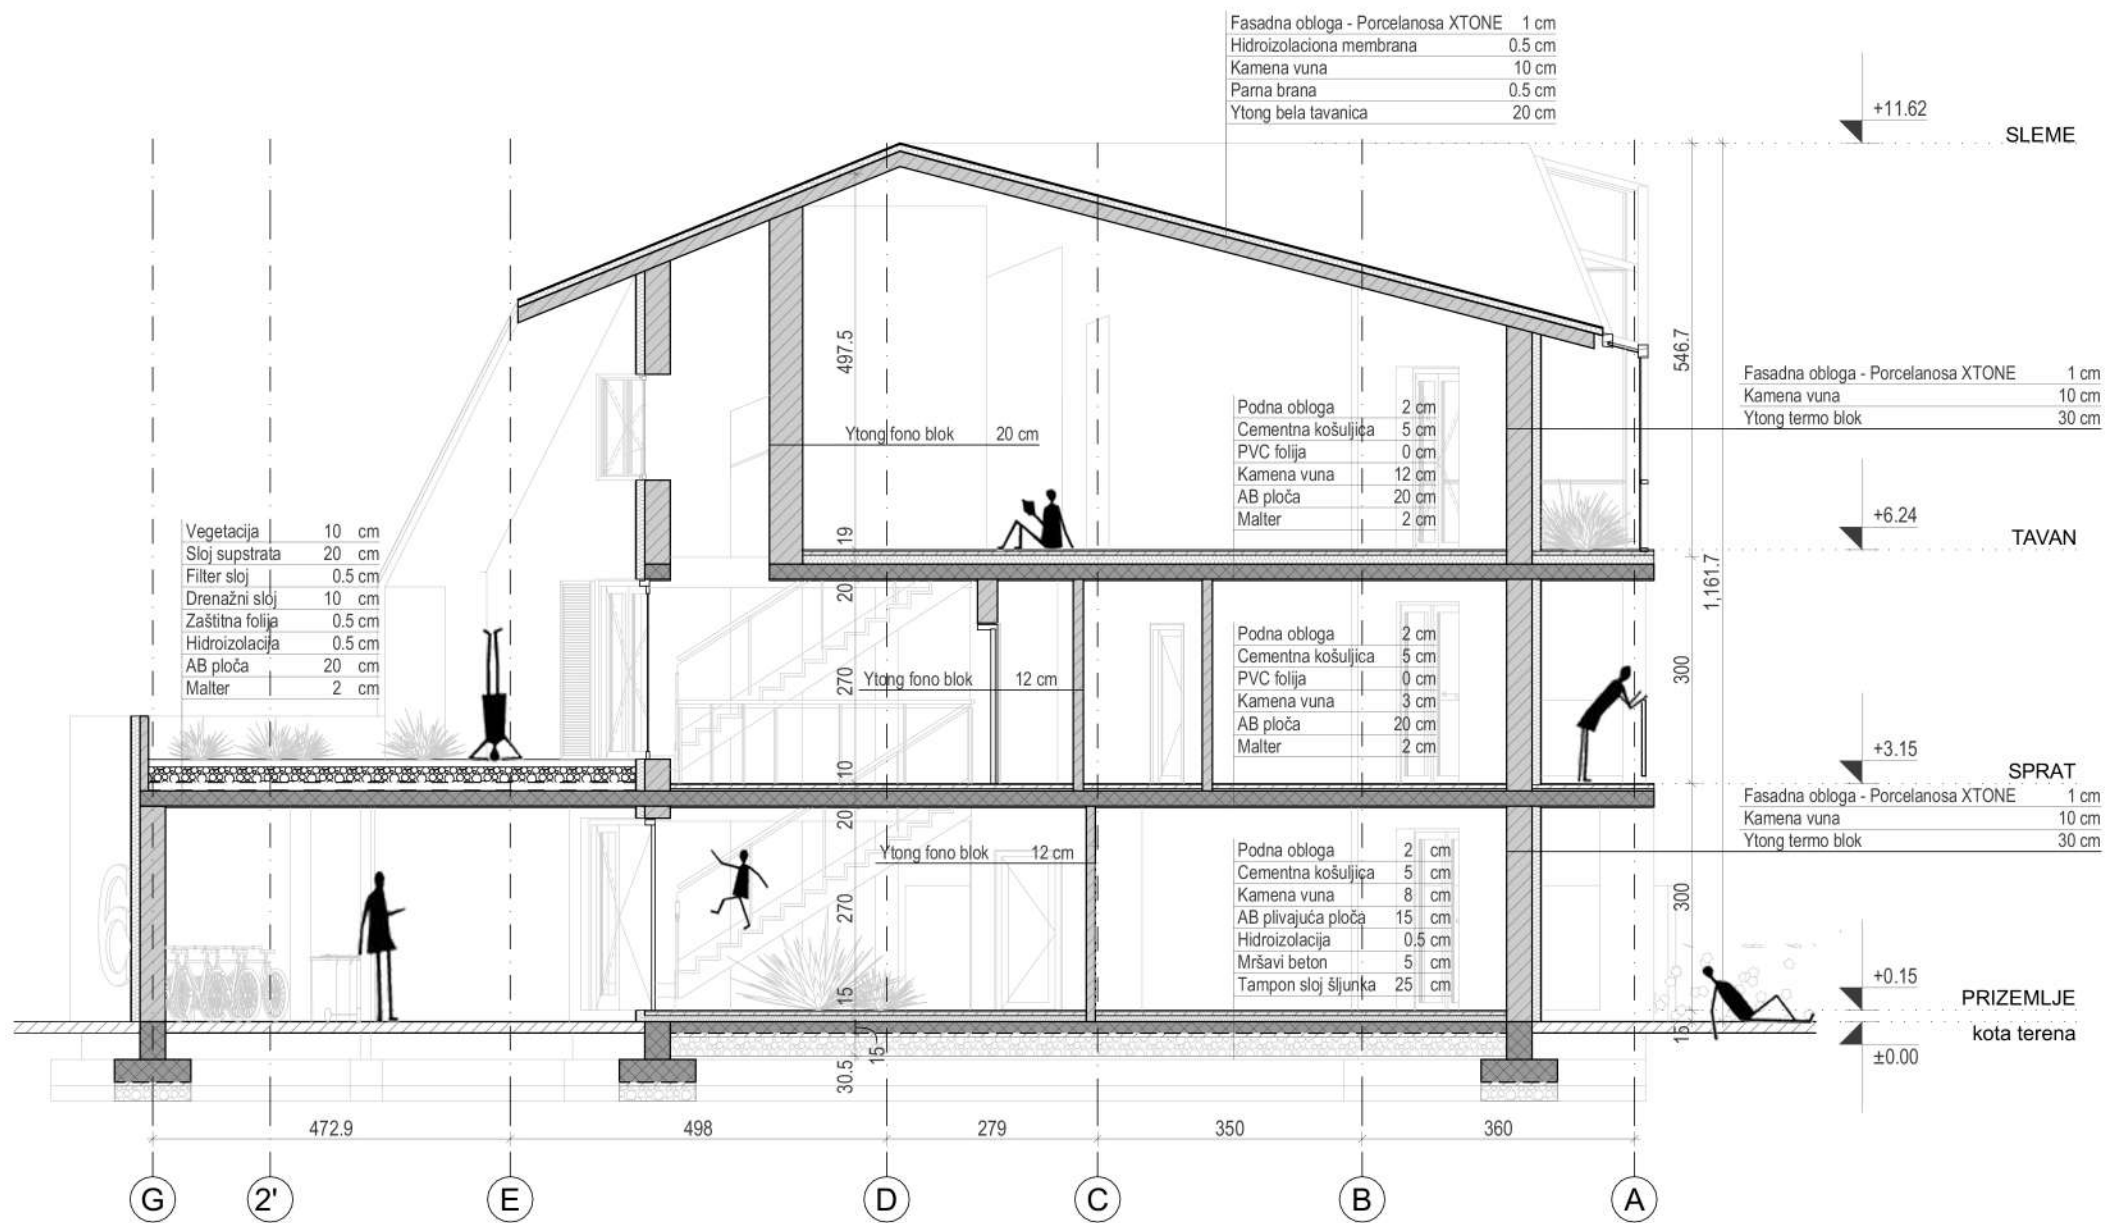 Fasadna obloga - Porcelanosa XTONE 1 cm
Hidroizolaciona membrana 0.5 cm
Kamena vuna 10 cm
Parna brana 0.5 cm
Ytong bela tavanica 20 cm
+11.62
SLEME
497.5
546.7
Fasadna obloga - Porcelanosa XTONE 1 cm
Kamena vuna 10 cm
Ytong termo blok 30 cm
Ytong fono blok 20 cm
Podna obloga 2 cm
Cementna košuljica 5 cm
PVC folija 0 cm
Kamena vuna 12 cm
AB ploča 20 cm
Malter 2 cm
+6.24
TAVAN
Vegetacija 10 cm
Sloj supstrata 20 cm
Filter sloj 0.5 cm
Drenažni sloj 10 cm
Zaštitna folija 0.5 cm
Hidroizolacija 0.5 cm
AB ploča 20 cm
Malter 2 cm
19
20
1,161.7
270
Ytong fono blok 12 cm
Podna obloga 2 cm
Cementna košuljica 5 cm
PVC folija 0 cm
Kamena vuna 3 cm
AB ploča 20 cm
Malter 2 cm
300
+3.15
SPRAT
10
20
Fasadna obloga - Porcelanosa XTONE 1 cm
Kamena vuna 10 cm
Ytong termo blok 30 cm
6
270
Ytong fono blok 12 cm
Podna obloga 2 cm
Cementna košuljica 5 cm
Kamena vuna 8 cm
AB plivajuća ploča 15 cm
Hidroizolacija 0.5 cm
Mršavi beton 5 cm
Tampon sloj šljunka 25 cm
300
+0.15
PRIZEMLJE
15
15
kota terena
±0.00
30.5
15
472.9 498 279 350 360
G 2' E D C B A